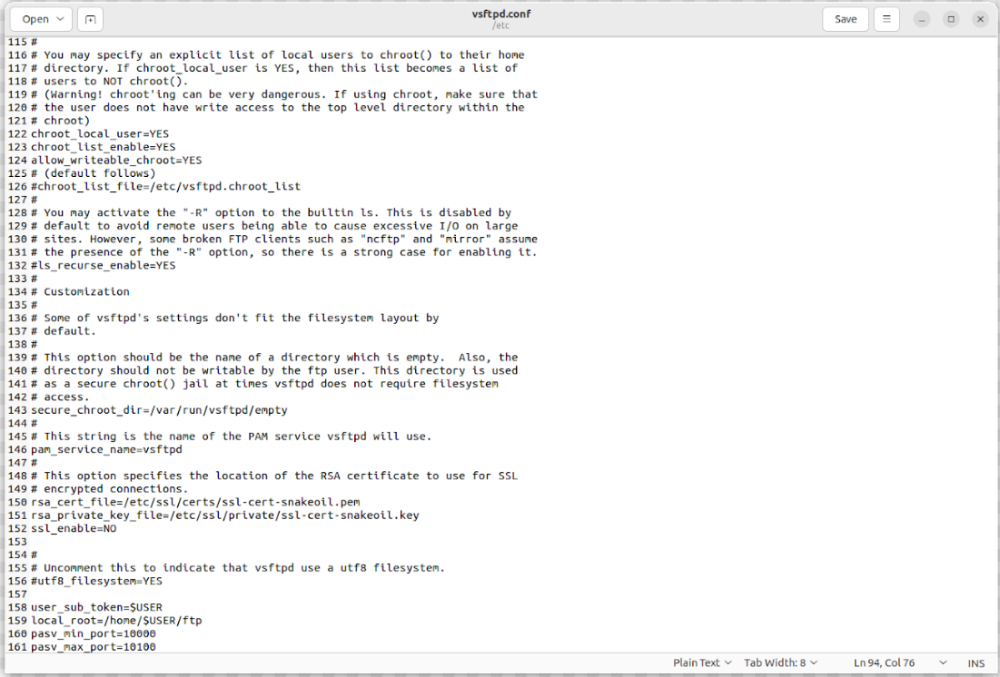 Open
vsftpd.conf
/etc
Save
115 #
116 # You may specify an explicit list of local users to chroot() to their home
117 # directory. If chroot_local_user is YES, then this list becomes a list of
118 # users to NOT chroot().
119 # (Warning! chroot'ing can be very dangerous. If using chroot, make sure that
120 # the user does not have write access to the top level directory within the
121 # chroot)
122 chroot_local_user=YES
123 chroot_list_enable=YES
124 allow_writeable_chroot=YES
125 # (default follows)
126 #chroot_list_file=/etc/vsftpd.chroot_list
127 #
128 # You may activate the "-R" option to the builtin ls. This is disabled by
129 # default to avoid remote users being able to cause excessive I/O on large
130 # sites. However, some broken FTP clients such as "ncftp" and "mirror" assume
131 # the presence of the "-R" option, so there is a strong case for enabling it.
132 #ls_recurse_enable=YES
133 #
134 # Customization
135 #
136 # Some of vsftpd's settings don't fit the filesystem layout by
137 # default.
138 #
139 # This option should be the name of a directory which is empty.  Also, the
140 # directory should not be writable by the ftp user. This directory is used
141 # as a secure chroot() jail at times vsftpd does not require filesystem
142 # access.
143 secure_chroot_dir=/var/run/vsftpd/empty
144 #
145 # This string is the name of the PAM service vsftpd will use.
146 pam_service_name=vsftpd
147 #
148 # This option specifies the location of the RSA certificate to use for SSL
149 # encrypted connections.
150 rsa_cert_file=/etc/ssl/certs/ssl-cert-snakeoil.pem
151 rsa_private_key_file=/etc/ssl/private/ssl-cert-snakeoil.key
152 ssl_enable=NO
153
154 #
155 # Uncomment this to indicate that vsftpd use a utf8 filesystem.
156 #utf8_filesystem=YES
157
158 user_sub_token=$USER
159 local_root=/home/$USER/ftp
160 pasv_min_port=10000
161 pasv_max_port=10100
Plain Text
Tab Width: 8
Ln 94, Col 76
INS